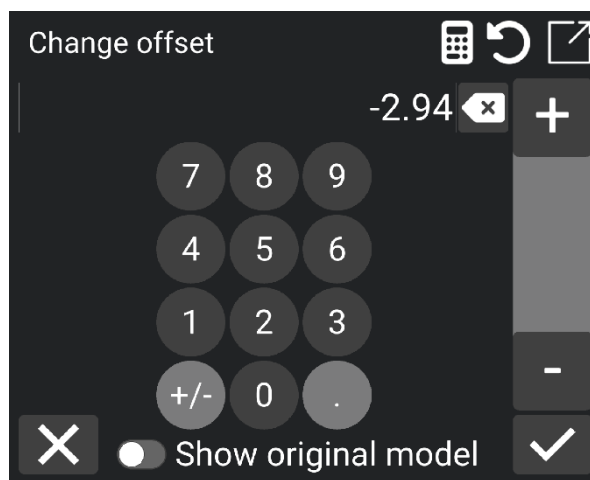 Change offset
-2.94
+
7 8 9
4 5 6
1 2 3
+/- 0 .
-
Show original model